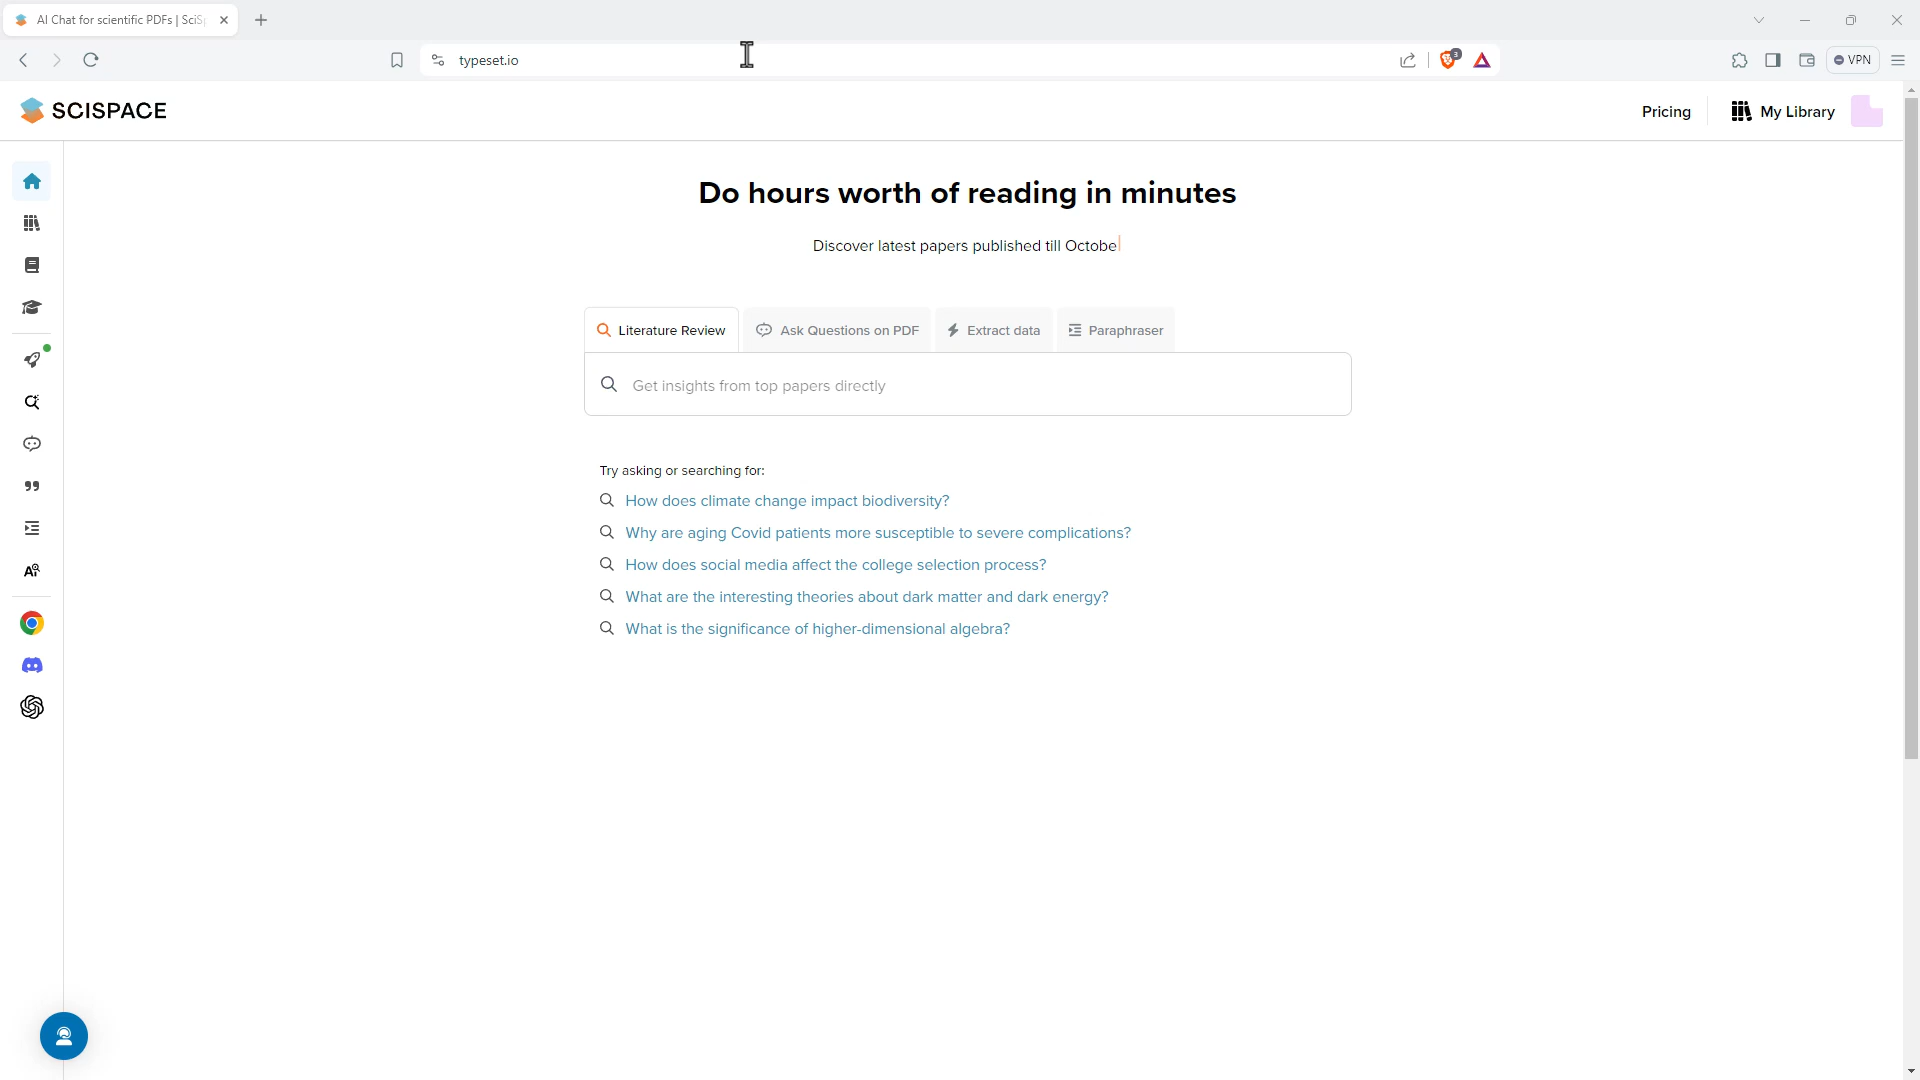 AI Chat for scientific PDFs | SciS
typeset.io
3
VPN
SCISPACE
Pricing
My Library
Do hours worth of reading in minutes
Discover latest papers published till Octobe
Literature Review
Ask Questions on PDF
Extract data
Paraphraser
Get insights from top papers directly
Try asking or searching for:
How does climate change impact biodiversity?
Why are aging Covid patients more susceptible to severe complications?
How does social media affect the college selection process?
What are the interesting theories about dark matter and dark energy?
What is the significance of higher-dimensional algebra?